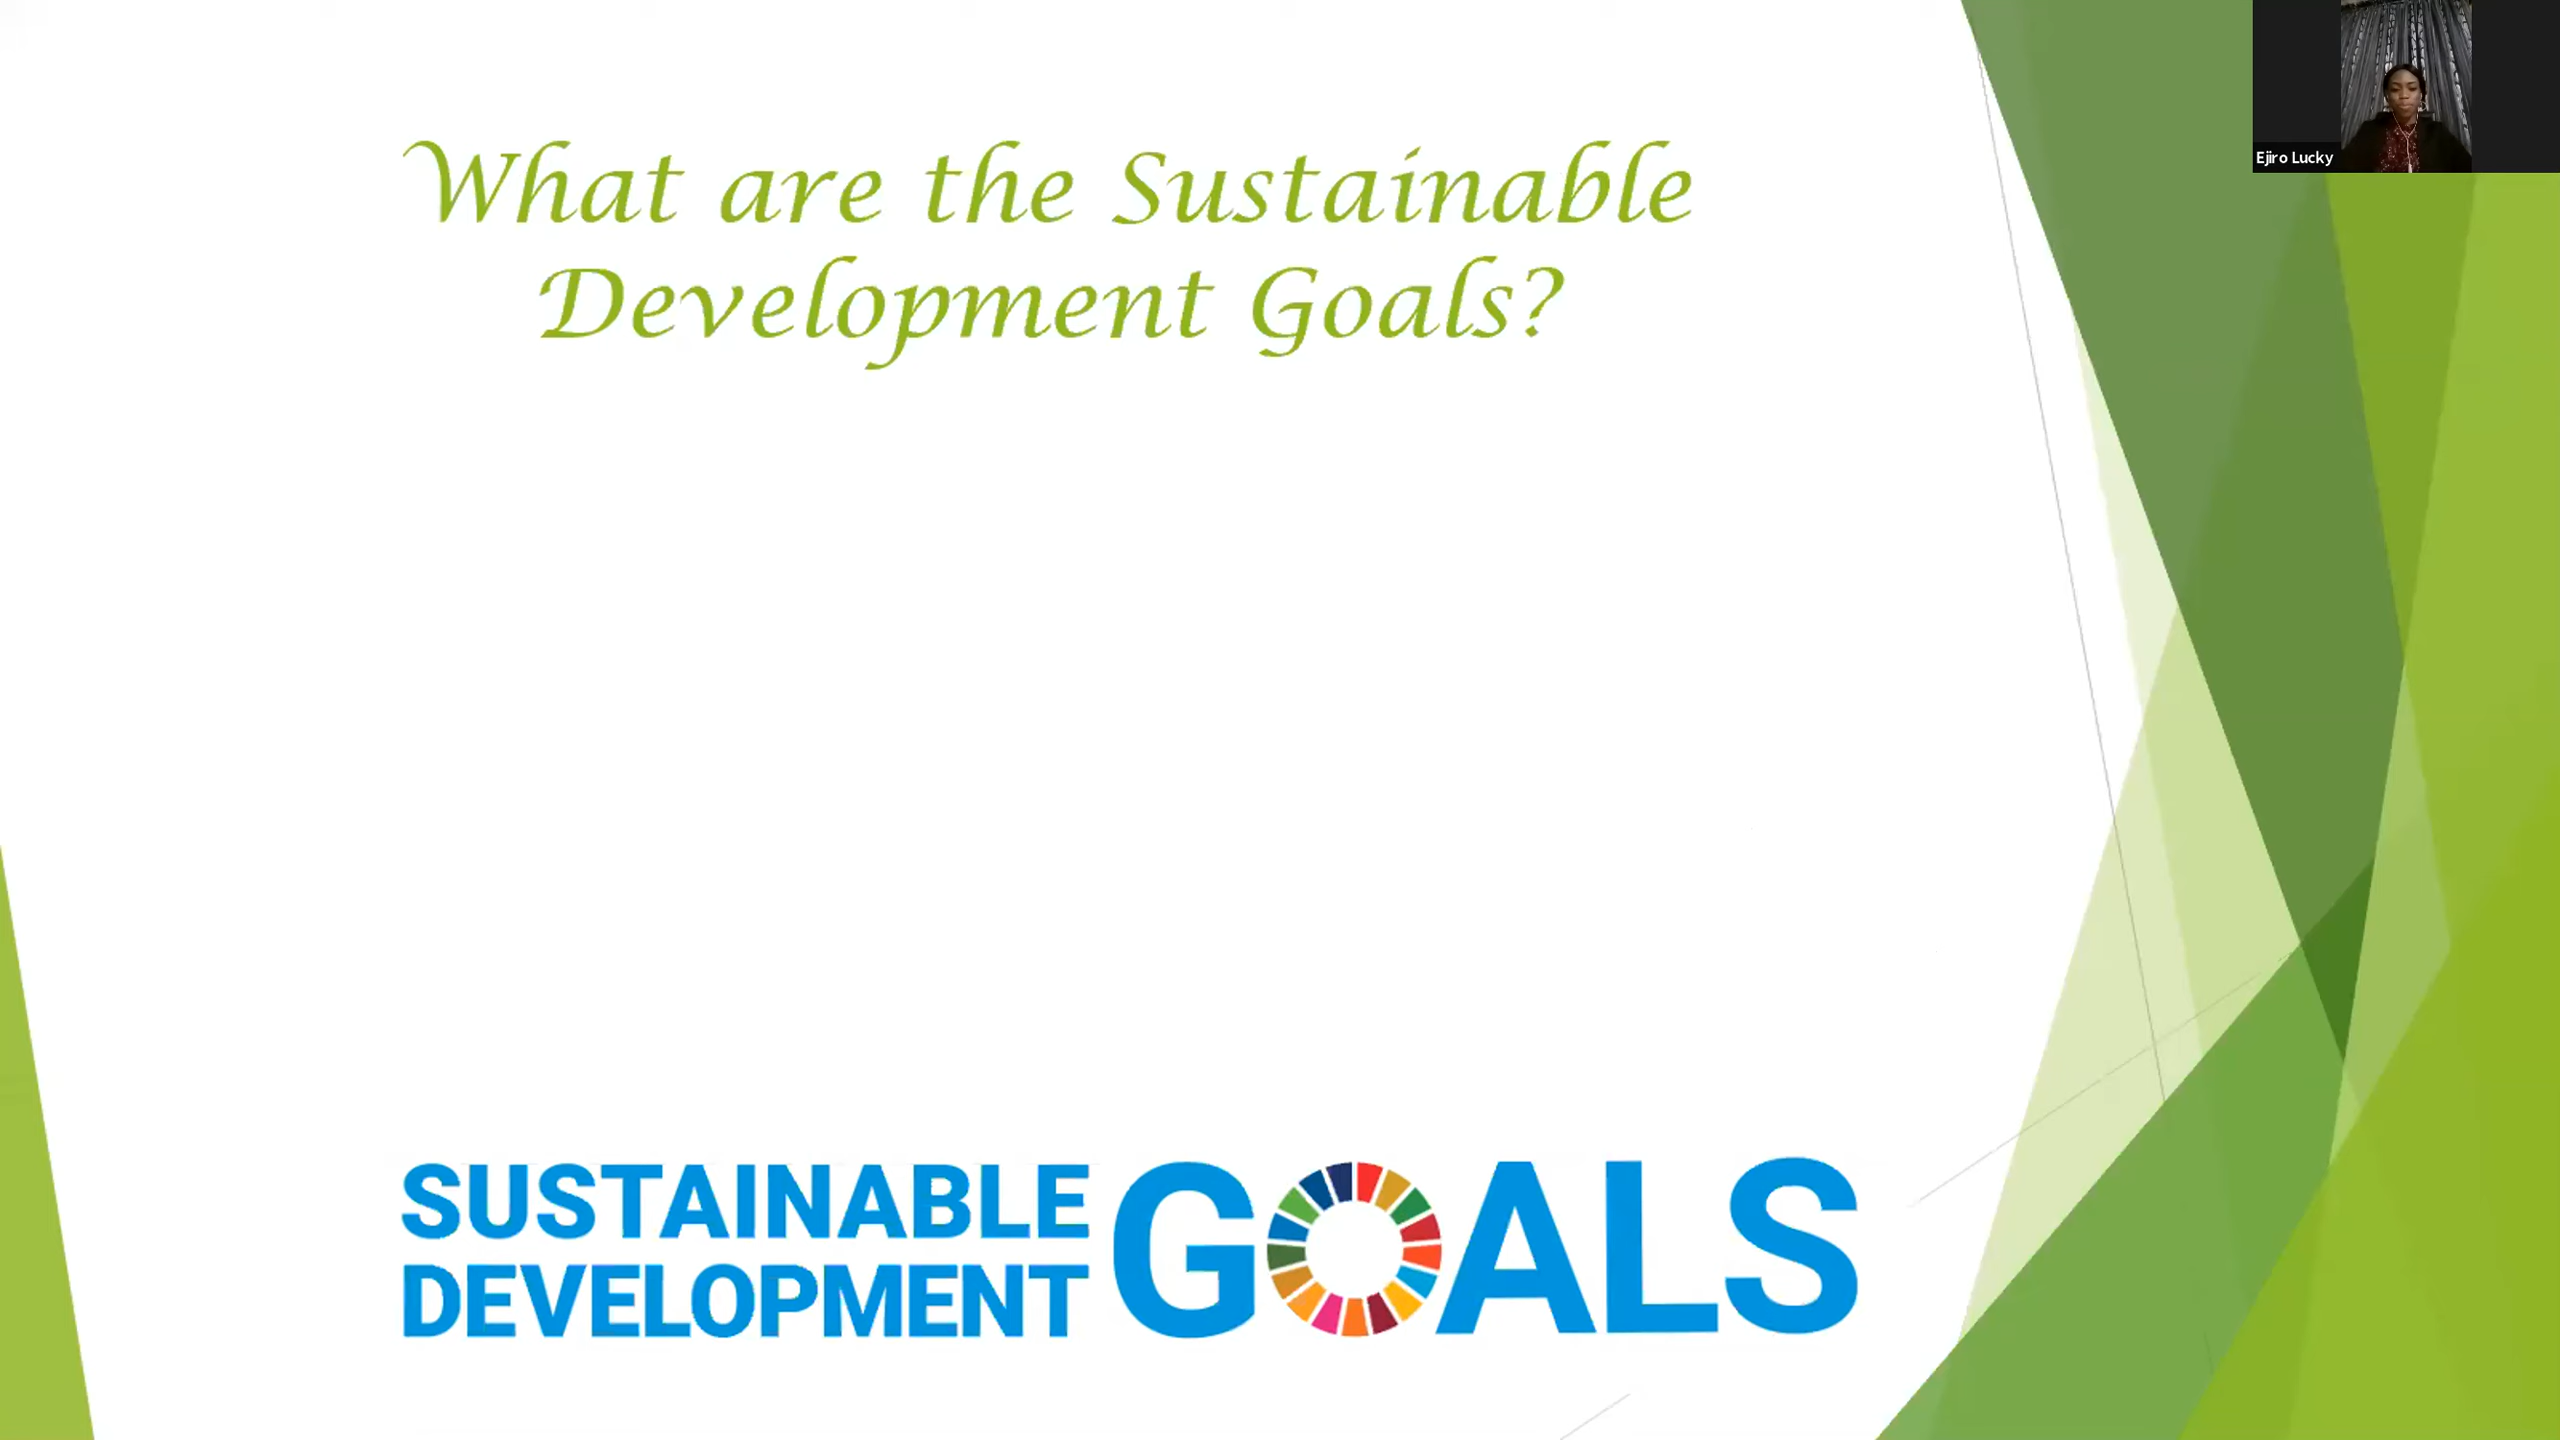 What are the Sustainable
Development Goals?
Ejiro Lucky
SUSTAINABLE
DEVELOPMENT
GOALS